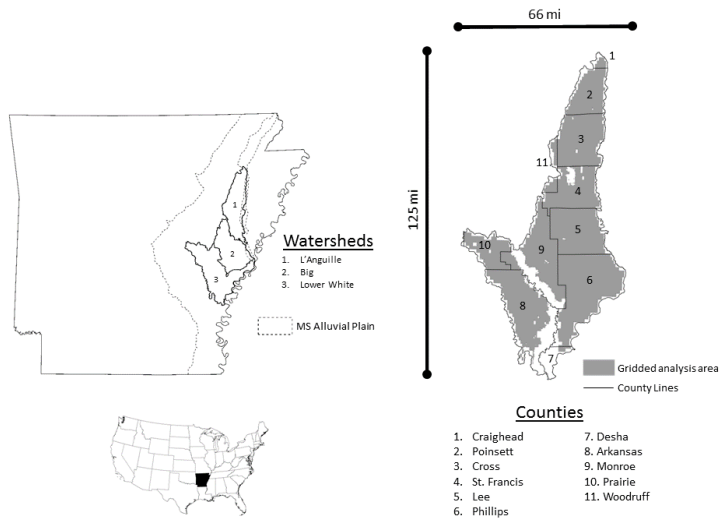 66 mi
125 mi
1
2
3
11
4
5
10
9
6
8
7
1
2
3
Watersheds
1. L'Anguille
2. Big
3. Lower White
MS Alluvial Plain
Gridded analysis area
County Lines
Counties
1. Craighead
2. Poinsett
3. Cross
4. St. Francis
5. Lee
6. Phillips
7. Desha
8. Arkansas
9. Monroe
10. Prairie
11. Woodruff